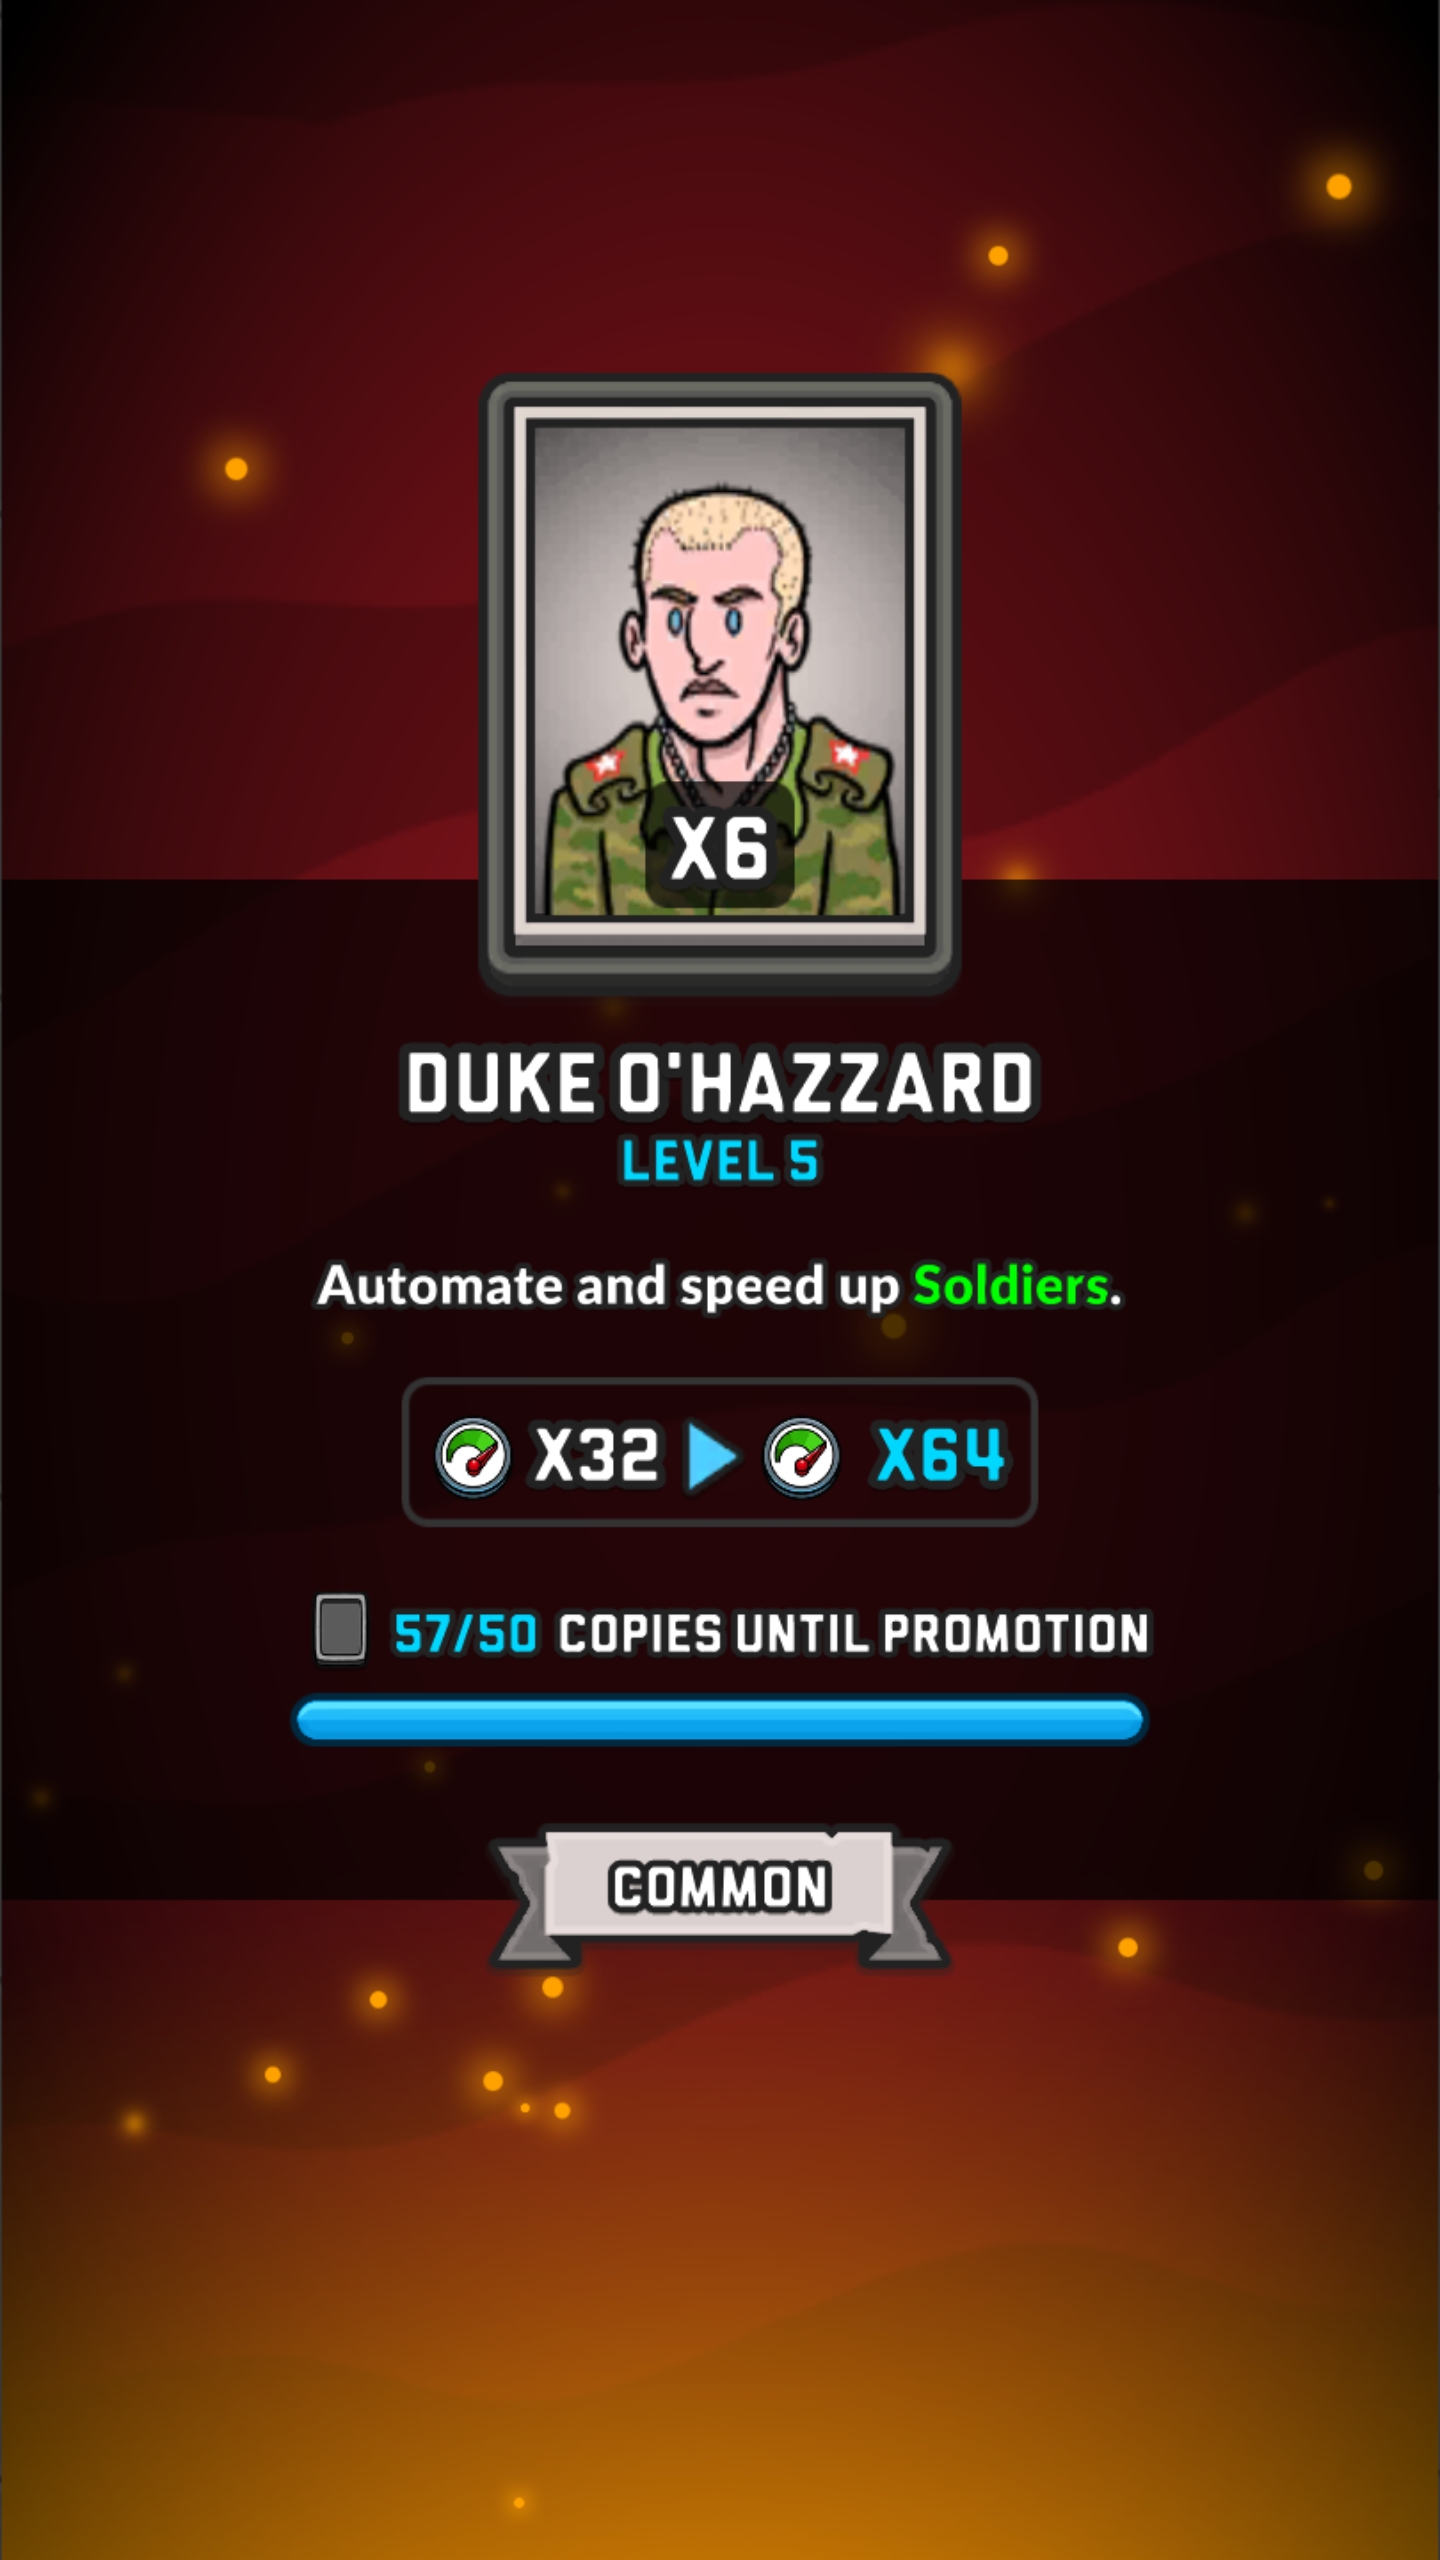 X6
DUKE O'HAZZARD
LEVEL 5
Automate and speed up Soldiers.
X32 X64
57/50 COPIES UNTIL PROMOTION
COMMON